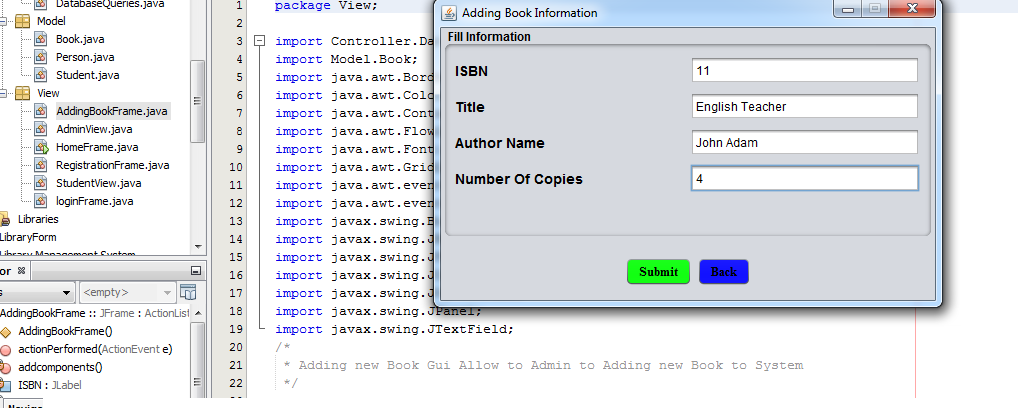 DatabaseQueries.java
Model
Book.java
Person.java
Student.java
View
AddingBookFrame.java
AdminView.java
HomeFrame.java
RegistrationFrame.java
StudentView.java
loginFrame.java
Libraries
LibraryForm
Library Management System
or
<empty>
AddingBookFrame :: JFrame : ActionList
AddingBookFrame()
actionPerformed(ActionEvent e)
addcomponents()
ISBN : JLabel
1 package View;
2
3 import Controller.Da
4 import Model.Book;
5 import java.awt.Bord
6 import java.awt.Colo
7 import java.awt.Cont
8 import java.awt.Flow
9 import java.awt.Font
10 import java.awt.Grid
11 import java.awt.even
12 import java.awt.even
13 import javax.swing.B
14 import javax.swing.J
15 import javax.swing.J
16 import javax.swing.J
17 import javax.swing.J
18 import javax.swing.JPanel;
19 import javax.swing.JTextField;
20 /*
21 * Adding new Book Gui Allow to Admin to Adding new Book to System
22 */
Adding Book Information
Fill Information
ISBN 11
Title English Teacher
Author Name John Adam
Number Of Copies 4
Submit Back